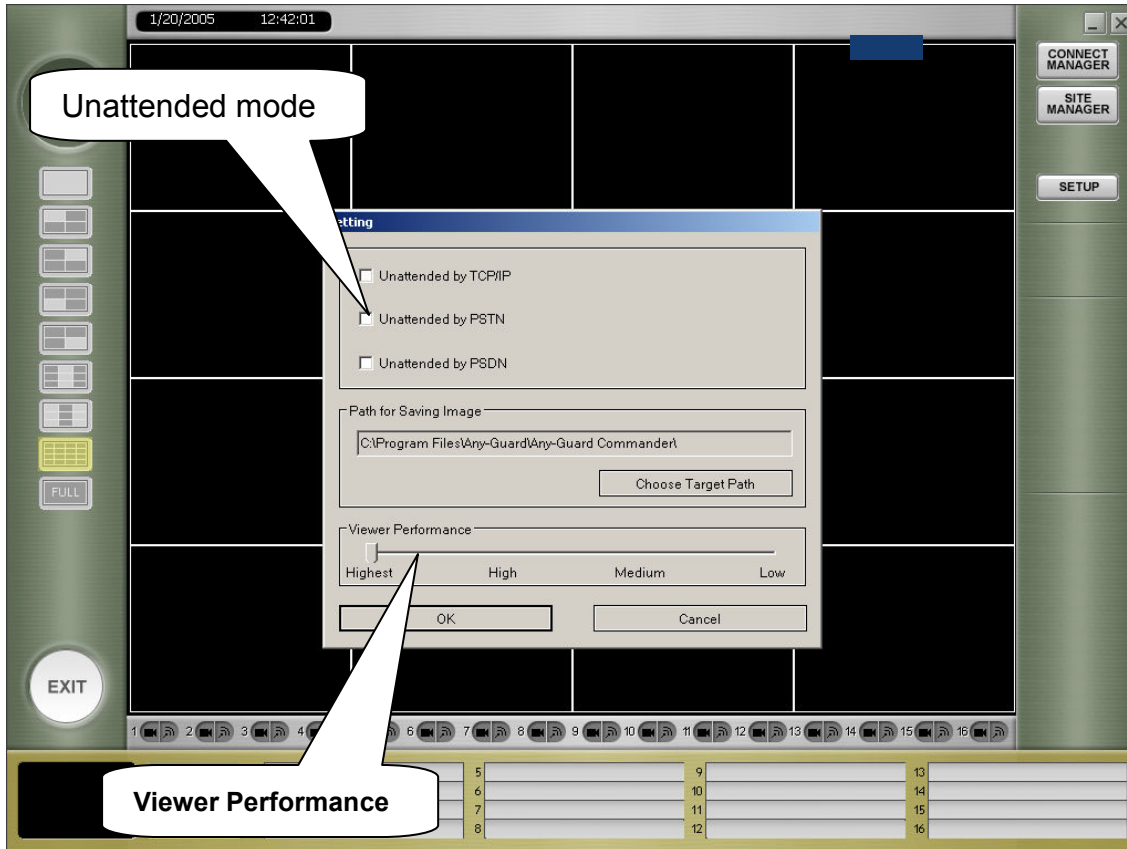 1/20/2005 12:42:01
CONNECT
MANAGER
SITE
MANAGER
SETUP
Unattended mode
etting
Unattended by TCP/IP
Unattended by PSTN
Unattended by PSDN
Path for Saving Image
C:\Program Files\Any-Guard\Any-Guard Commander\
Choose Target Path
Viewer Performance
Highest High Medium Low
OK Cancel
FULL
EXIT
1 2 3 4 6 7 8 9 10 11 12 13 14 15 16
Viewer Performance
5 9 13
6 10 14
7 11 15
8 12 16